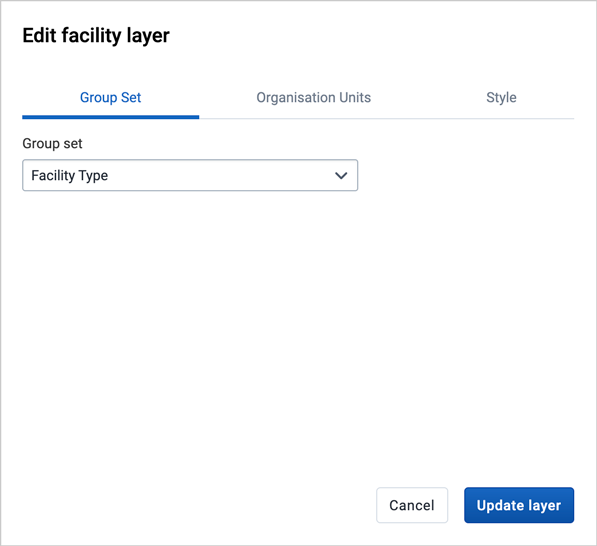 Edit facility layer
Group Set Organisation Units Style
Group set
Facility Type
Cancel Update layer